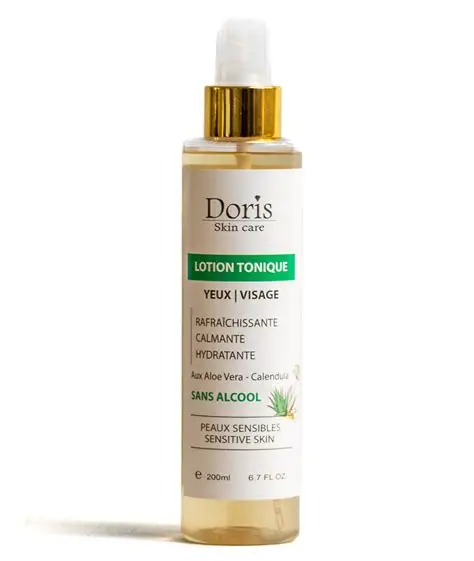 Doris
Skin care
LOTION TONIQUE
YEUX | VISAGE
RAFRAÎCHISSANTE
CALMANTE
HYDRATANTE
Aux Aloe Vera - Calendula
SANS ALCOOL
PEAUX SENSIBLES
SENSITIVE SKIN
℮ 200ml 6.7 FL OZ.